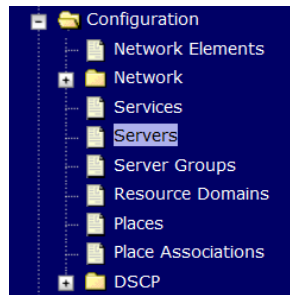 Configuration
Network Elements
Network
Services
Servers
Server Groups
Resource Domains
Places
Place Associations
DSCP